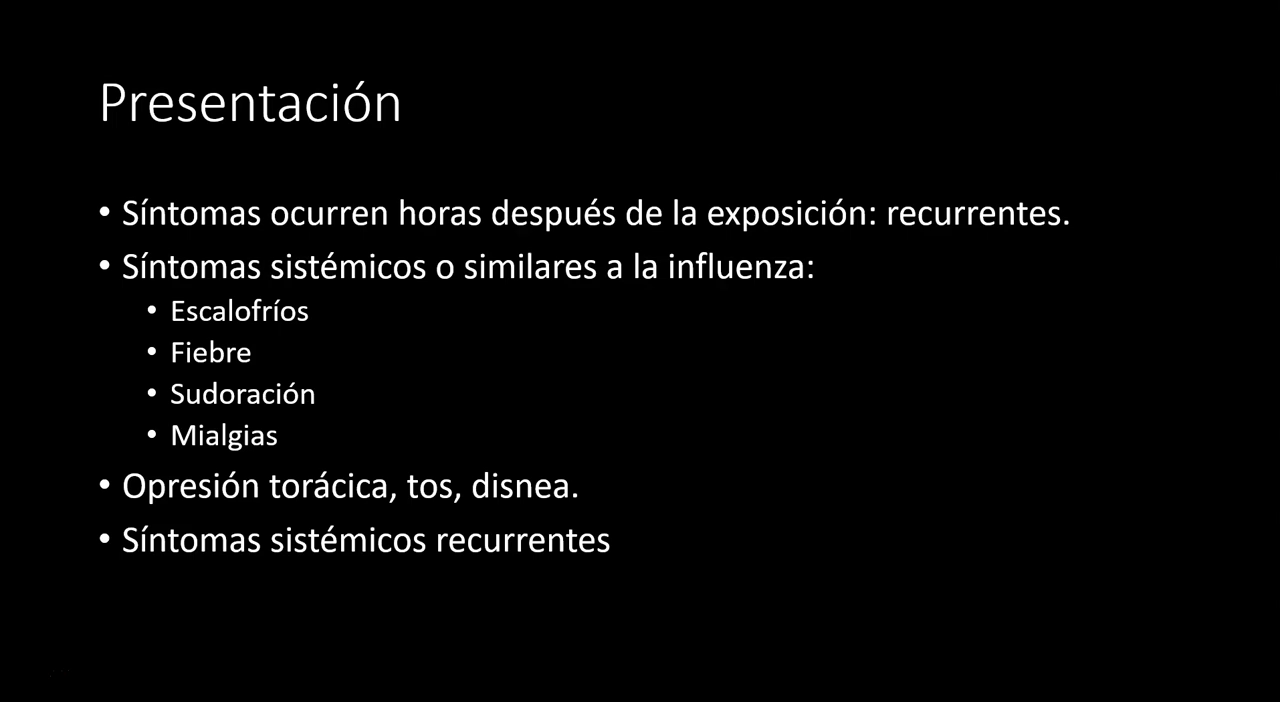 Presentación
• Síntomas ocurren horas después de la exposición: recurrentes.
• Síntomas sistémicos o similares a la influenza:
• Escalofríos
• Fiebre
• Sudoración
• Mialgias
• Opresión torácica, tos, disnea.
• Síntomas sistémicos recurrentes